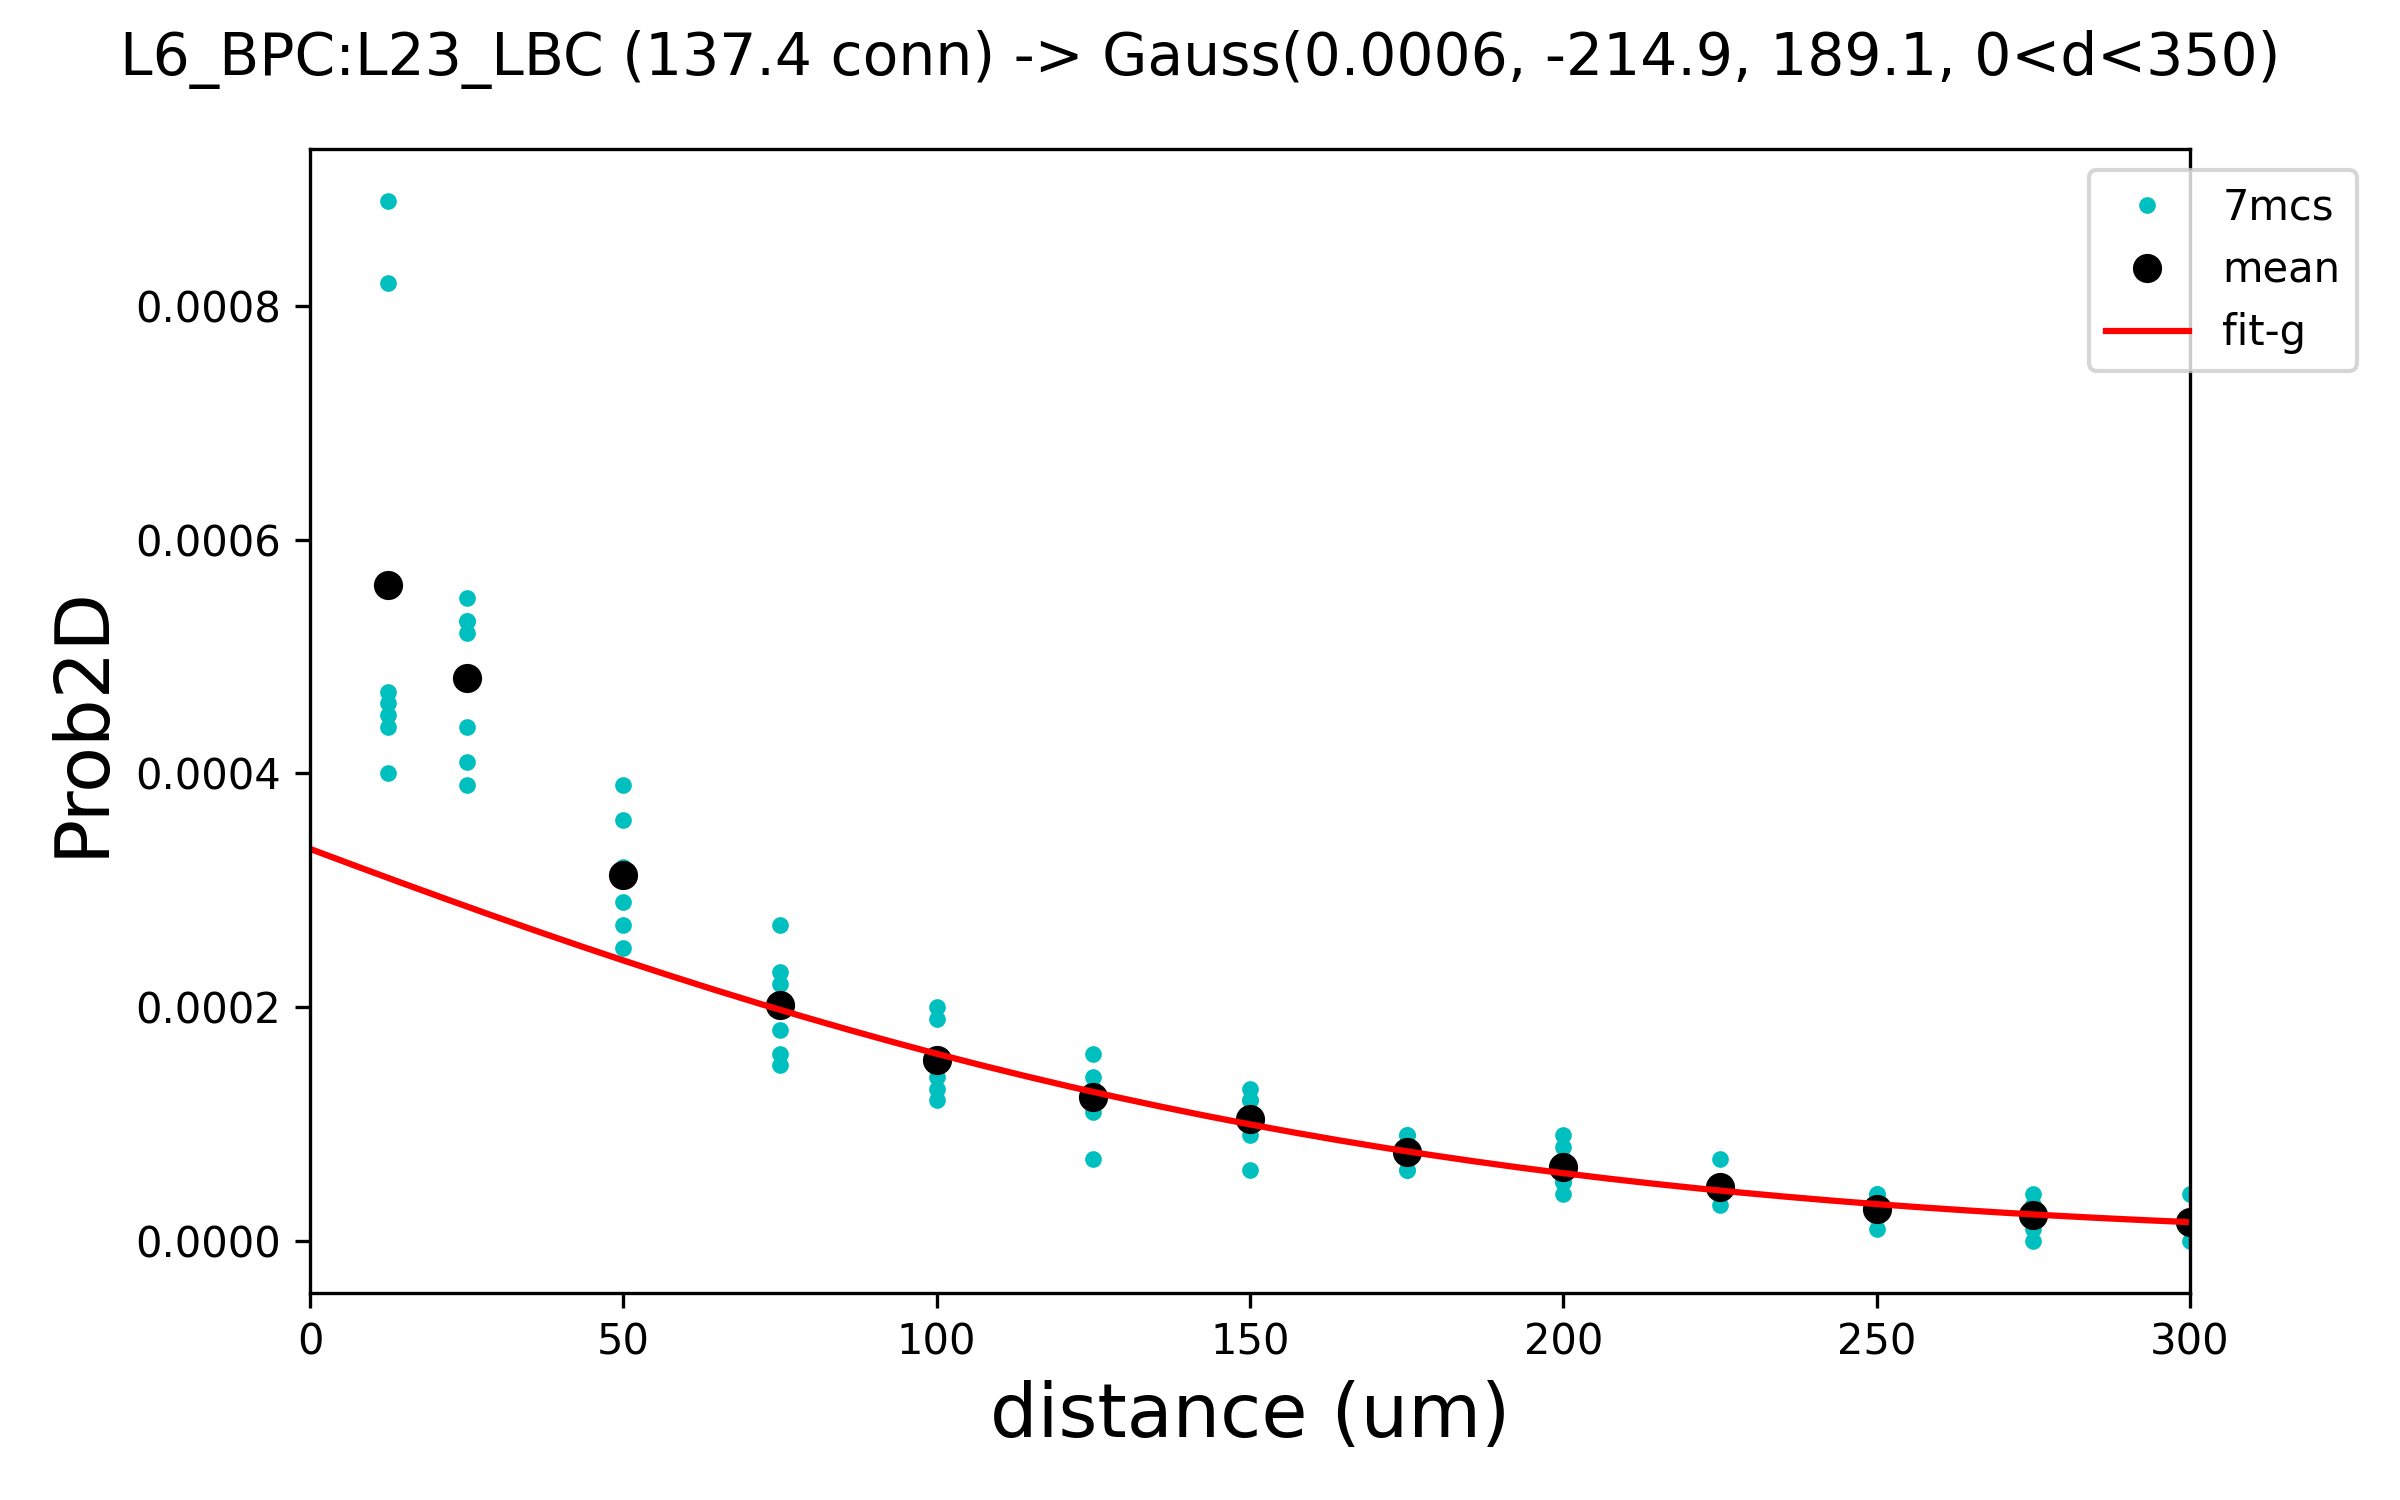 L6_BPC:L23_LBC (137.4 conn) -> Gauss(0.0006, -214.9, 189.1, 0<d<350)
7mcs
mean
fit-g
Prob2D
0.0008
0.0006
0.0004
0.0002
0.0000
0 50 100 150 200 250 300
distance (um)